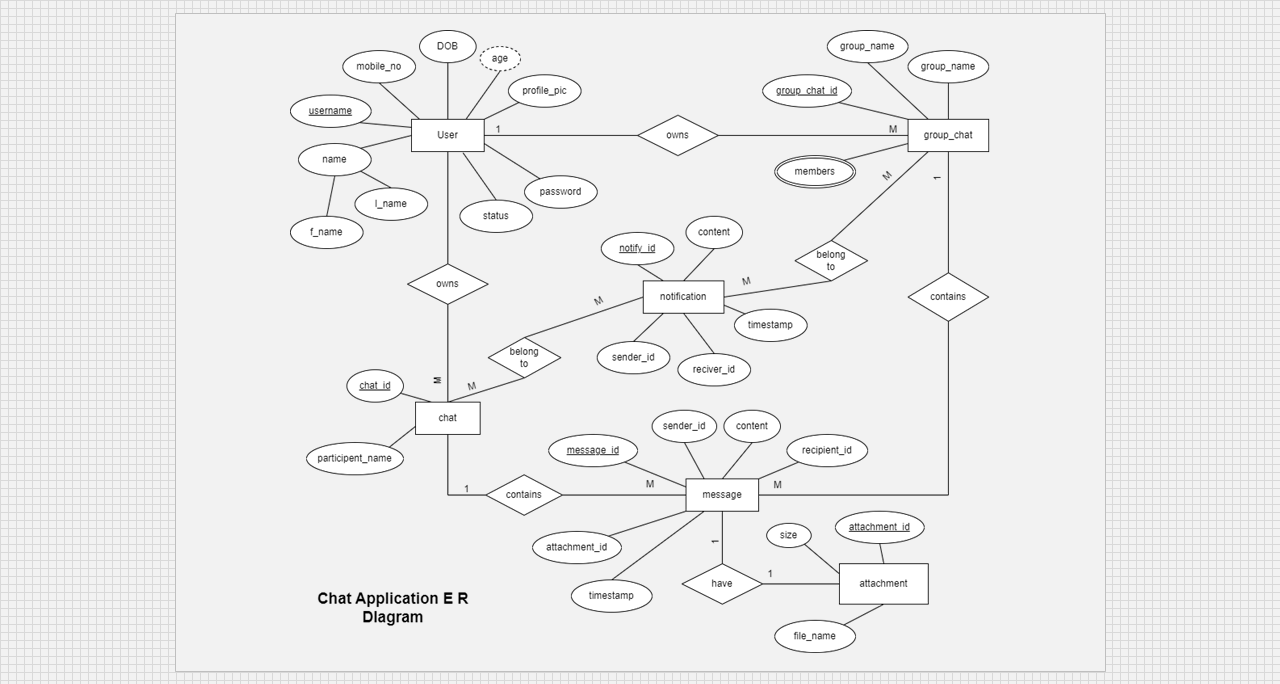 DOB
group_name
age
mobile_no
group_name
profile_pic
group_chat_id
username
1
M
User
owns
group_chat
name
members
M
1
password
l_name
status
f_name
content
notify_id
belong
to
M
owns
notification
contains
M
timestamp
belong
to
sender_id
reciver_id
M
M
chat_id
chat
sender_id
content
message_id
recipient_id
participent_name
M
M
1
contains
message
attachment_id
size
attachment_id
1
1
have
attachment
timestamp
Chat Application E R
DIagram
file_name